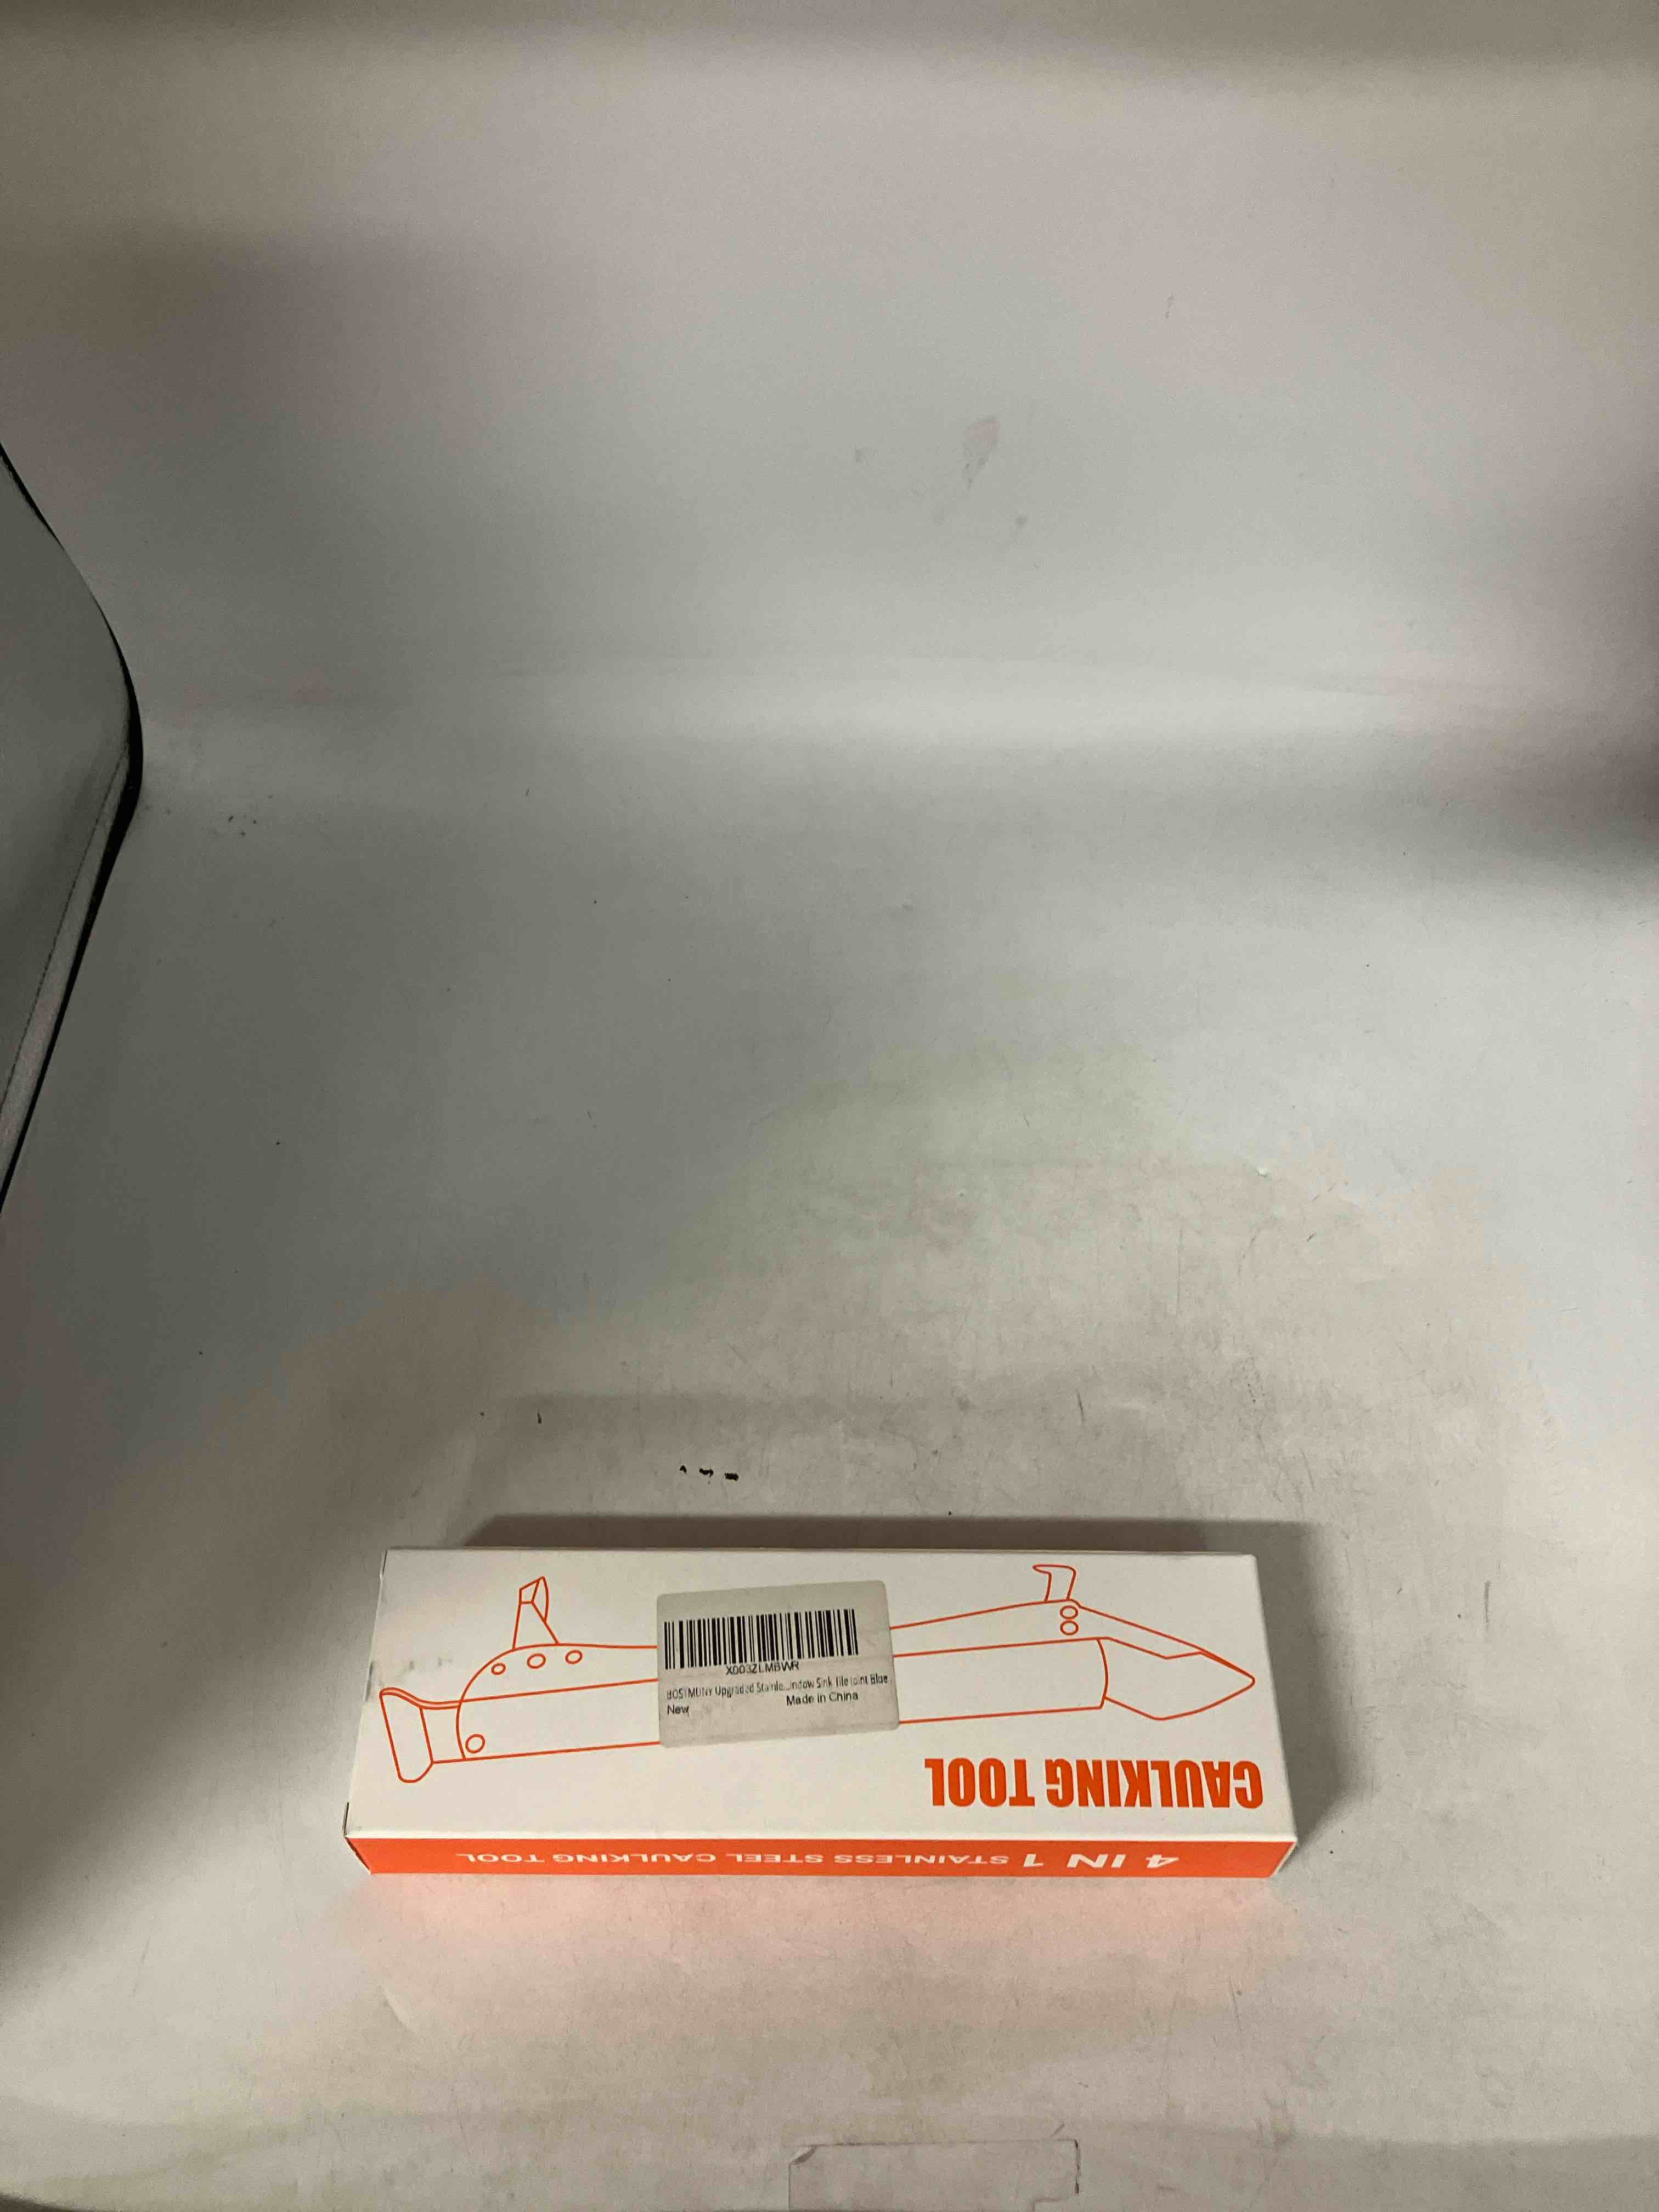 X003ZLMBWR
BOSTMUNY Upgraded Stainle...indow Sink Tile Joint Blue
New
Made in China
CAULKING TOOL
4 IN 1 STAINLESS STEEL CAULKING TOOL